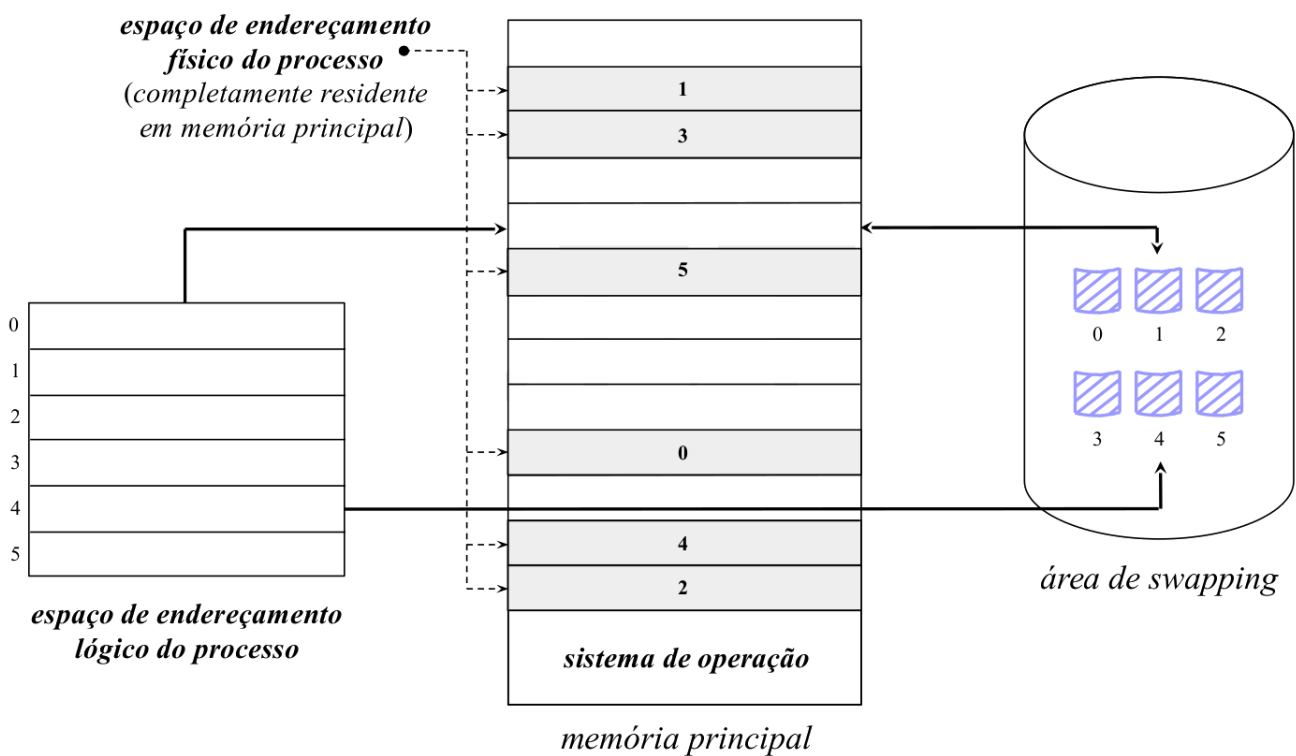 espaço de endereçamento
físico do processo
(completamente residente
em memória principal)
1
3
5
0
4
2
sistema de operação
memória principal
0
1
2
3
4
5
espaço de endereçamento
lógico do processo
0 1 2
3 4 5
área de swapping